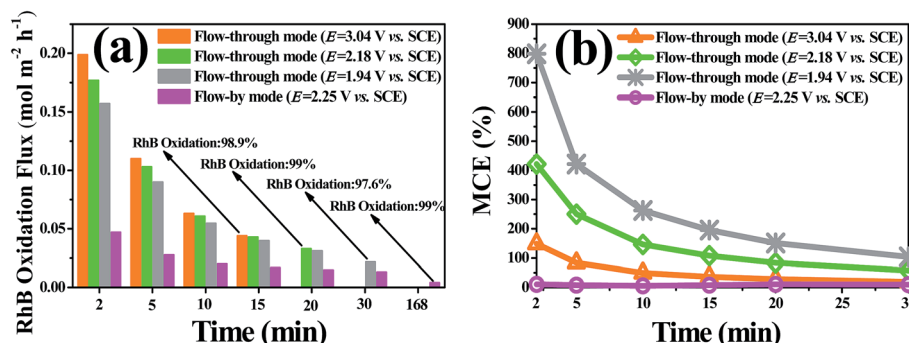 (a)
Flow-through mode (E=3.04 V vs. SCE)
Flow-through mode (E=2.18 V vs. SCE)
Flow-through mode (E=1.94 V vs. SCE)
Flow-by mode (E=2.25 V vs. SCE)
RhB Oxidation:98.9%
RhB Oxidation:99%
RhB Oxidation:97.6%
RhB Oxidation:99%
RhB Oxidation Flux (mol m⁻² h⁻¹)
0.20
0.15
0.10
0.05
0.00
2 5 10 15 20 30 168
Time (min)
(b)
Flow-through mode (E=3.04 V vs. SCE)
Flow-through mode (E=2.18 V vs. SCE)
Flow-through mode (E=1.94 V vs. SCE)
Flow-by mode (E=2.25 V vs. SCE)
MCE (%)
900
800
700
600
500
400
300
200
100
0
2 5 10 15 20 25 3
Time (min)